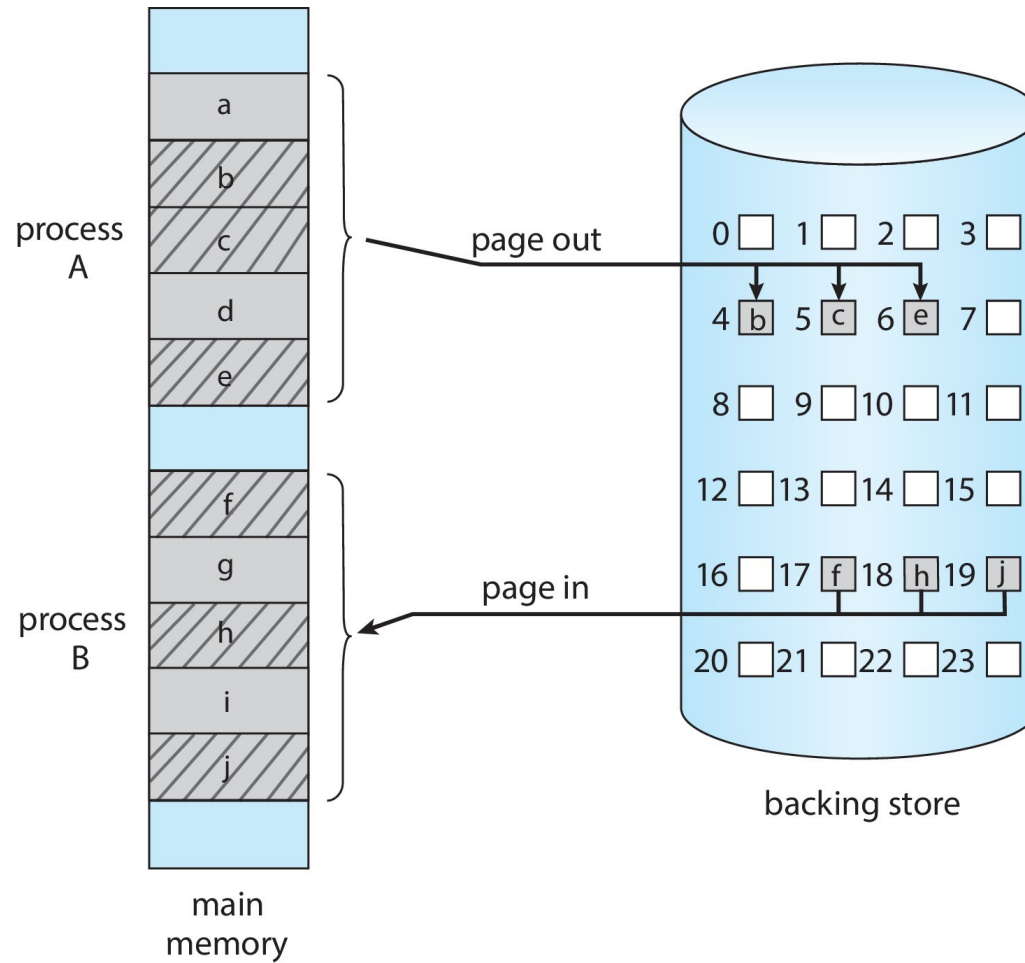 a
b
c
d
e
process
A
f
g
h
i
j
process
B
main
memory
page out
page in
0 1 2 3
4 b 5 c 6 e 7
8 9 10 11
12 13 14 15
16 17 f 18 h 19 j
20 21 22 23
backing store